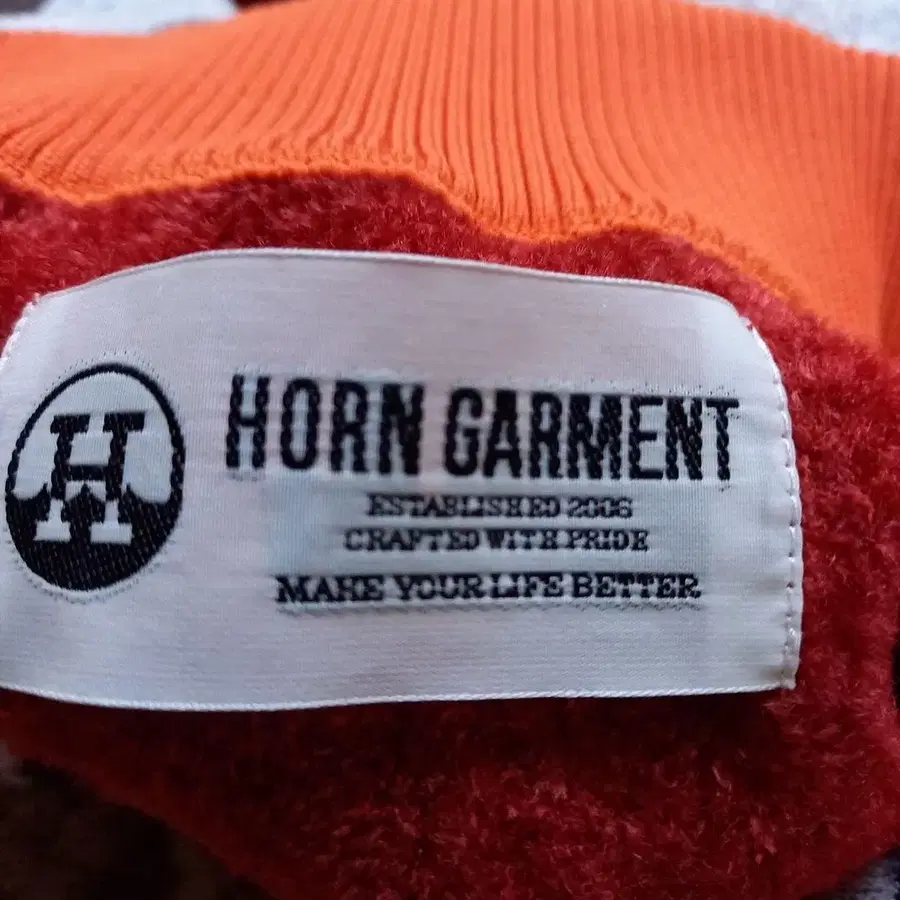 H
HORN GARMENT
ESTABLISHED 2006
CRAFTED WITH PRIDE
MAKE YOUR LIFE BETTER.